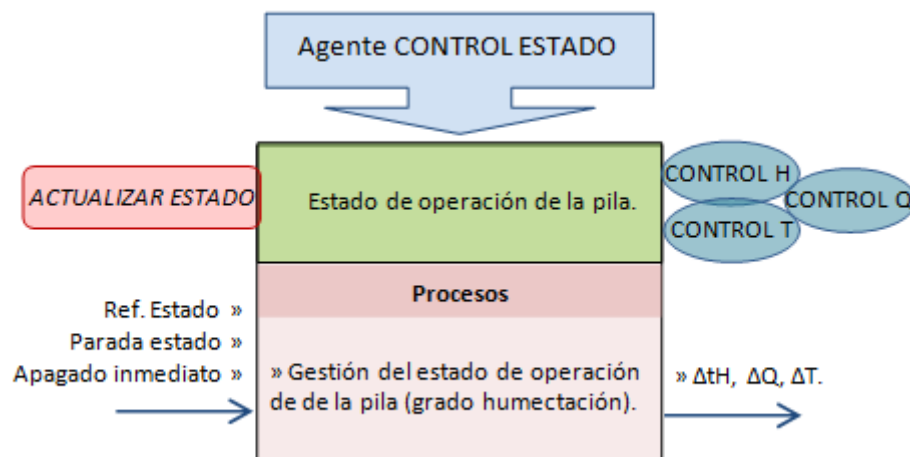 Agente CONTROL ESTADO
ACTUALIZAR ESTADO
Estado de operación de la pila.
CONTROL H
CONTROL Q
CONTROL T
Procesos
Ref. Estado »
Parada estado »
Apagado inmediato »
» Gestión del estado de operación
de de la pila (grado humectación).
» ΔtH, ΔQ, ΔT.